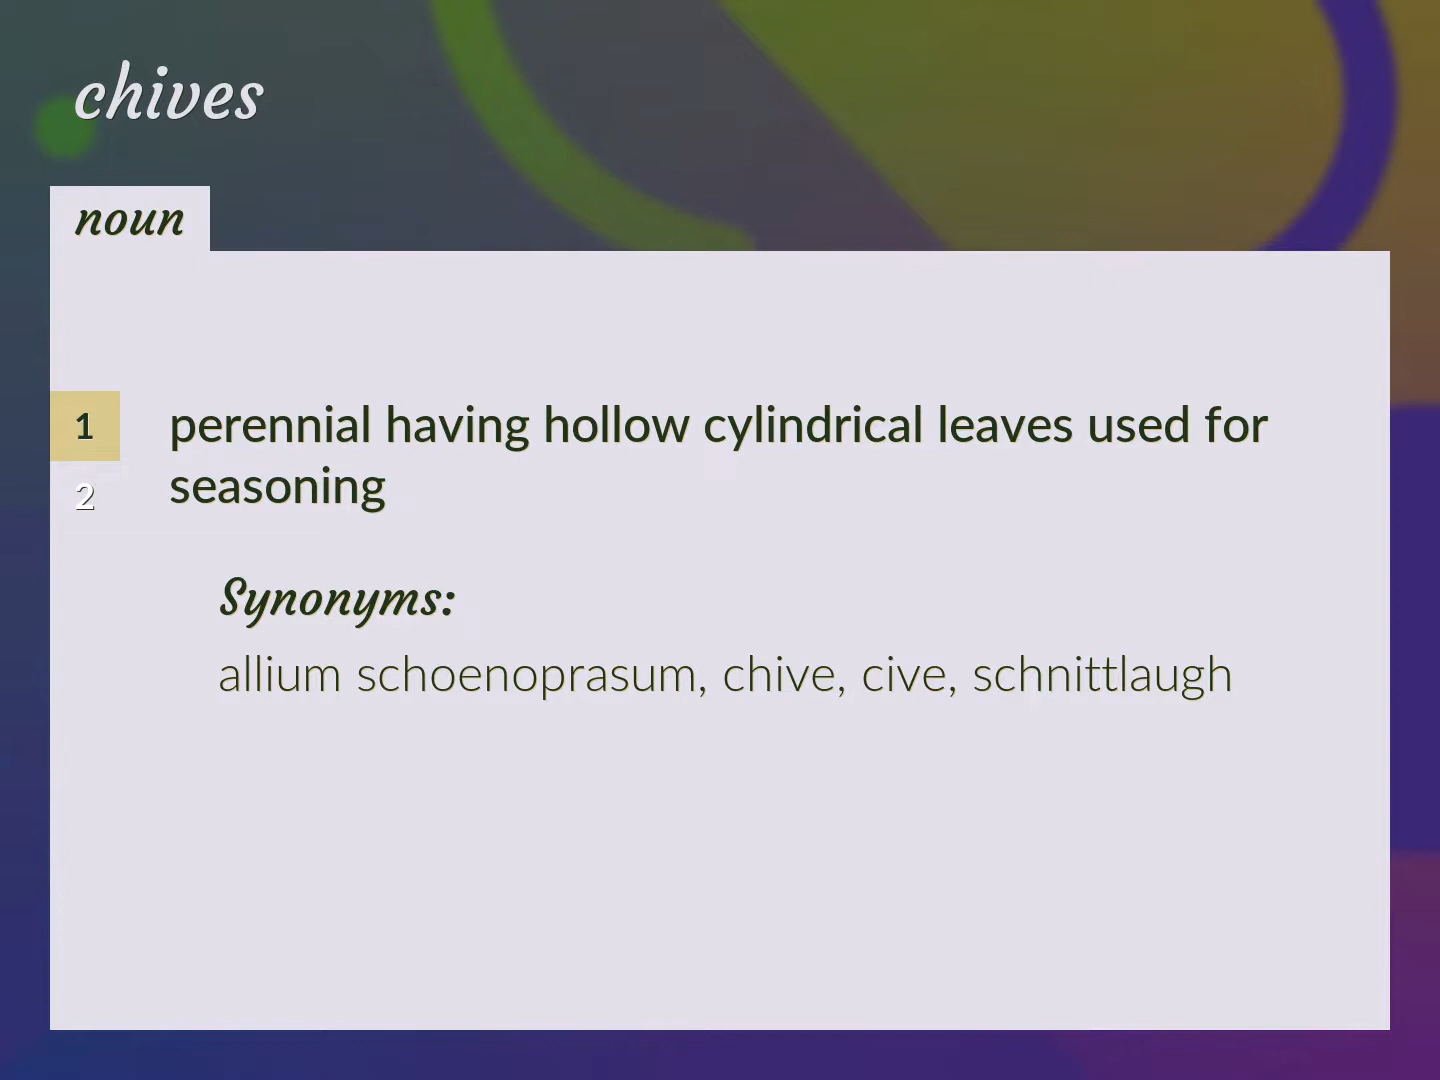 chives
noun
1
perennial having hollow cylindrical leaves used for
2
seasoning
Synonyms:
allium schoenoprasum, chive, cive, schnittlaugh